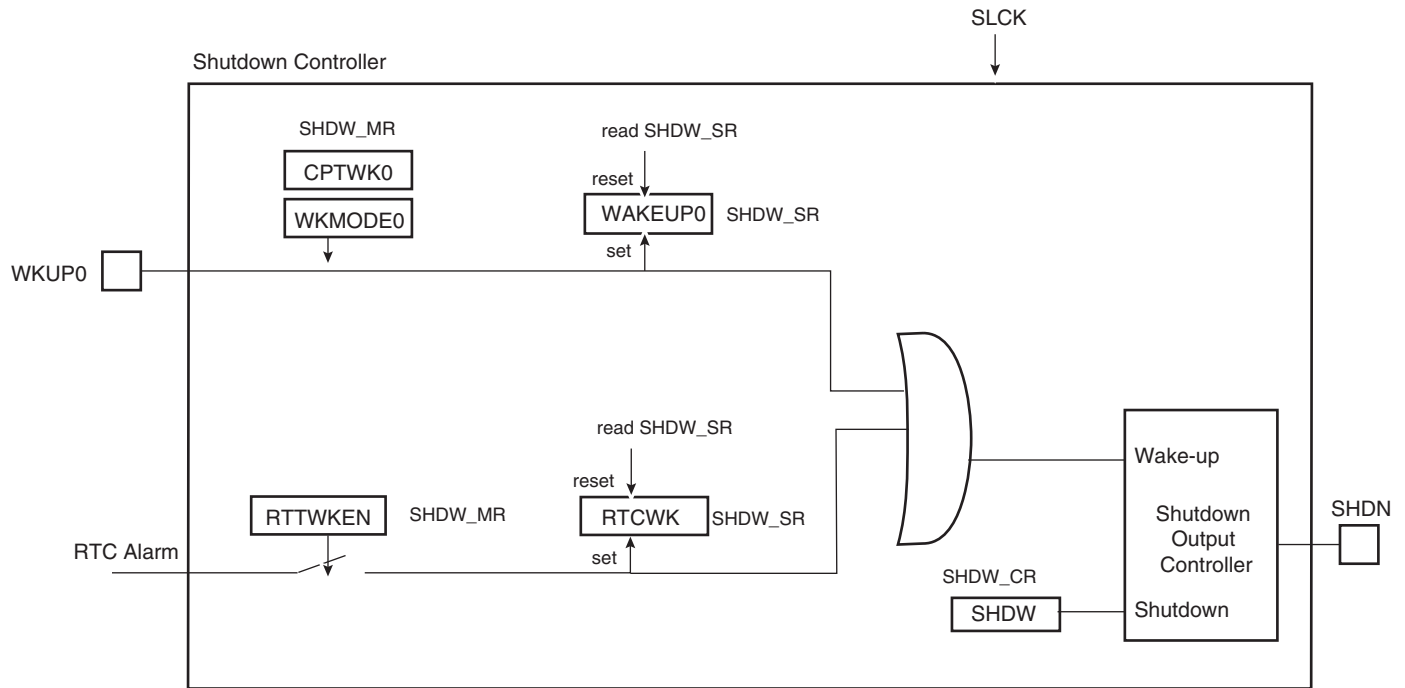 SLCK
Shutdown Controller
SHDW_MR
CPTWK0
WKMODE0
read SHDW_SR
reset
WAKEUP0
SHDW_SR
set
WKUP0
read SHDW_SR
reset
RTTWKEN
SHDW_MR
RTCWK
SHDW_SR
set
RTC Alarm
Wake-up
Shutdown
Output
Controller
SHDN
SHDW_CR
SHDW
Shutdown